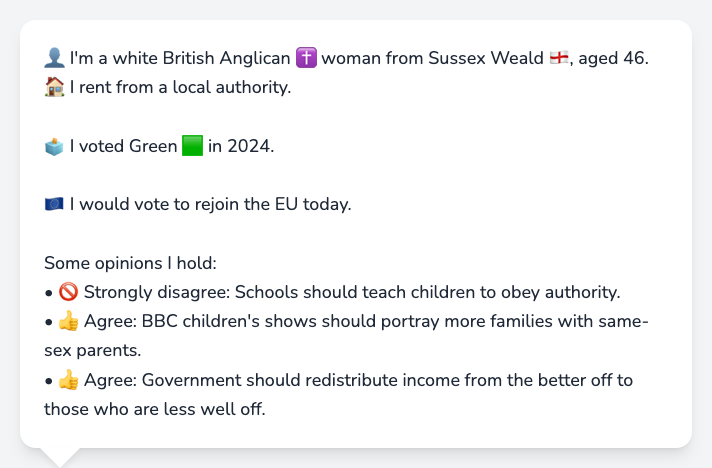 👤 I'm a white British Anglican ✝️ woman from Sussex Weald 🏴󠁧󠁢󠁥󠁮󠁧󠁿, aged 46.
🏠 I rent from a local authority.
🗳️ I voted Green 🟩 in 2024.
🇪🇺 I would vote to rejoin the EU today.
Some opinions I hold:
• 🚫 Strongly disagree: Schools should teach children to obey authority.
• 👍 Agree: BBC children's shows should portray more families with same-
sex parents.
• 👍 Agree: Government should redistribute income from the better off to
those who are less well off.